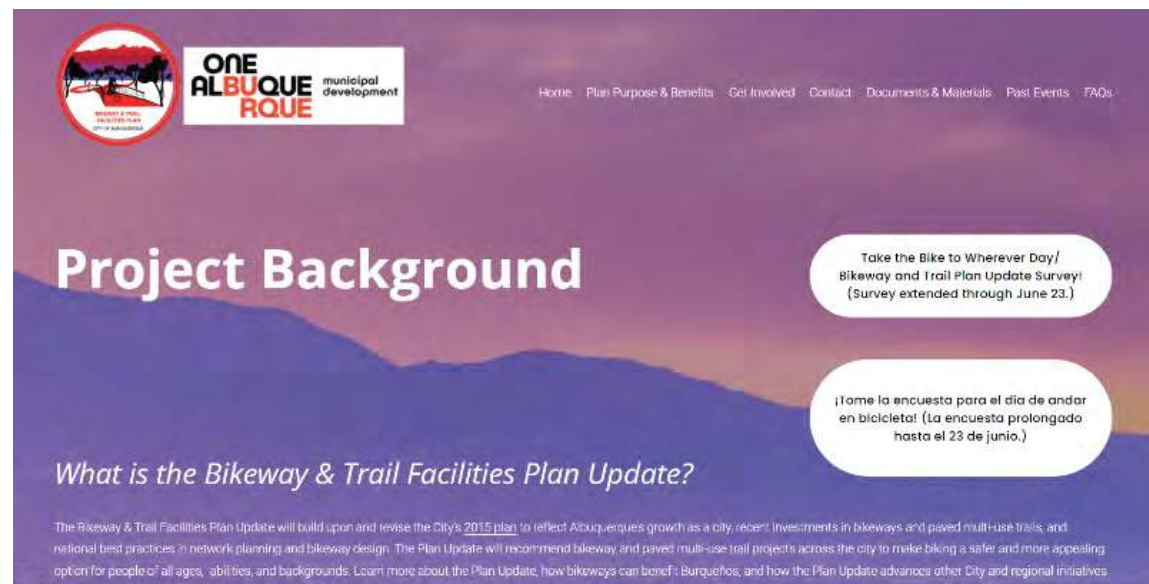 BIKEWAY & TRAIL
FACILITIES PLAN
CITY OF ALBUQUERQUE
ONE
ALBUQUE
RQUE
municipal
development
Home Plan Purpose & Benefits Get Involved Contact Documents & Materials Past Events FAQs
Project Background
Take the Bike to Wherever Day/
Bikeway and Trail Plan Update Survey!
(Survey extended through June 23.)
¡Tome la encuesta para el día de andar
en bicicleta! (La encuesta prolongado
hasta el 23 de junio.)
What is the Bikeway & Trail Facilities Plan Update?
The Bikeway & Trail Facilities Plan Update will build upon and revise the City's 2015 plan to reflect Albuquerque's growth as a city, recent investments in bikeways and paved multi-use trails, and
national best practices in network planning and bikeway design. The Plan Update will recommend bikeway and paved multi-use trail projects across the city to make biking a safer and more appealing
option for people of all ages, abilities, and backgrounds. Learn more about the Plan Update, how bikeways can benefit Burqueños, and how the Plan Update advances other City and regional initiatives